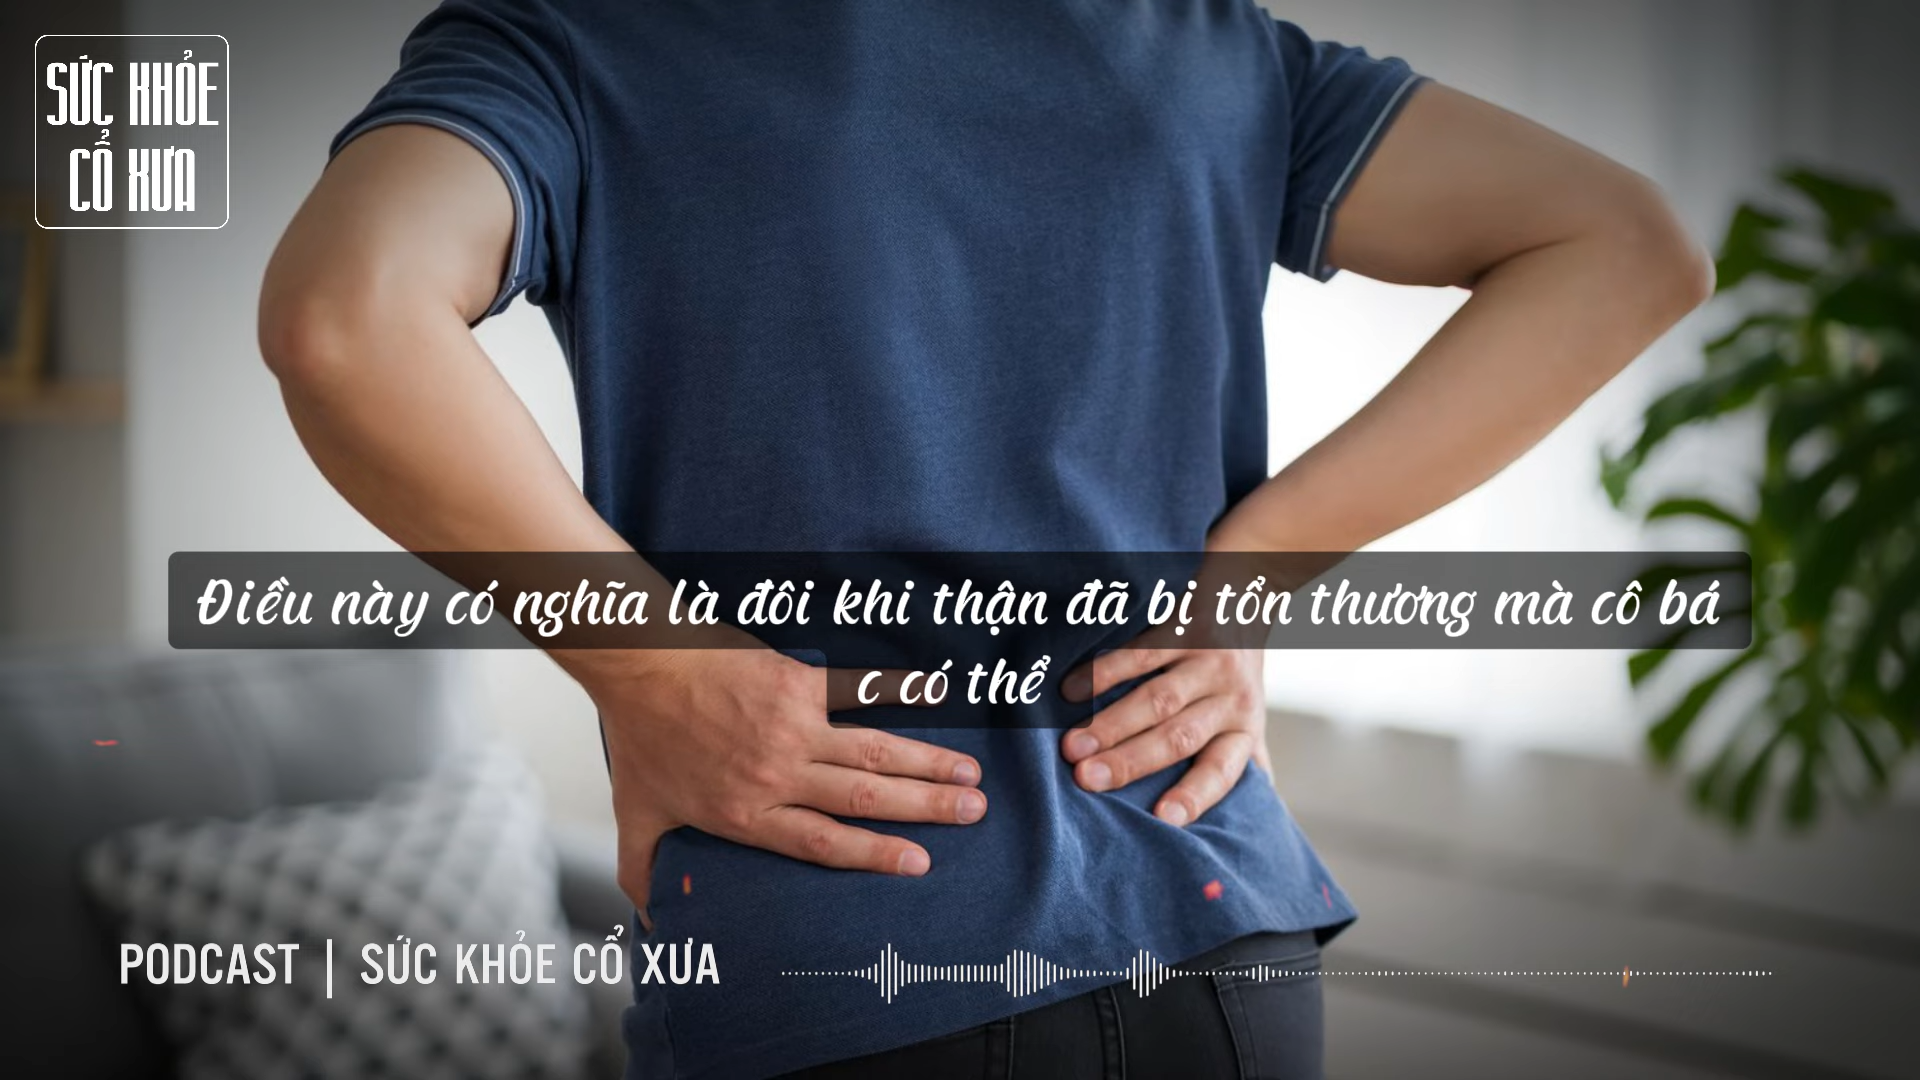 SỨC KHỎE
CỔ XƯA
Điều này có nghĩa là đôi khi thận đã bị tổn thương mà cô bá
c có thể
PODCAST | SỨC KHỎE CỔ XƯA